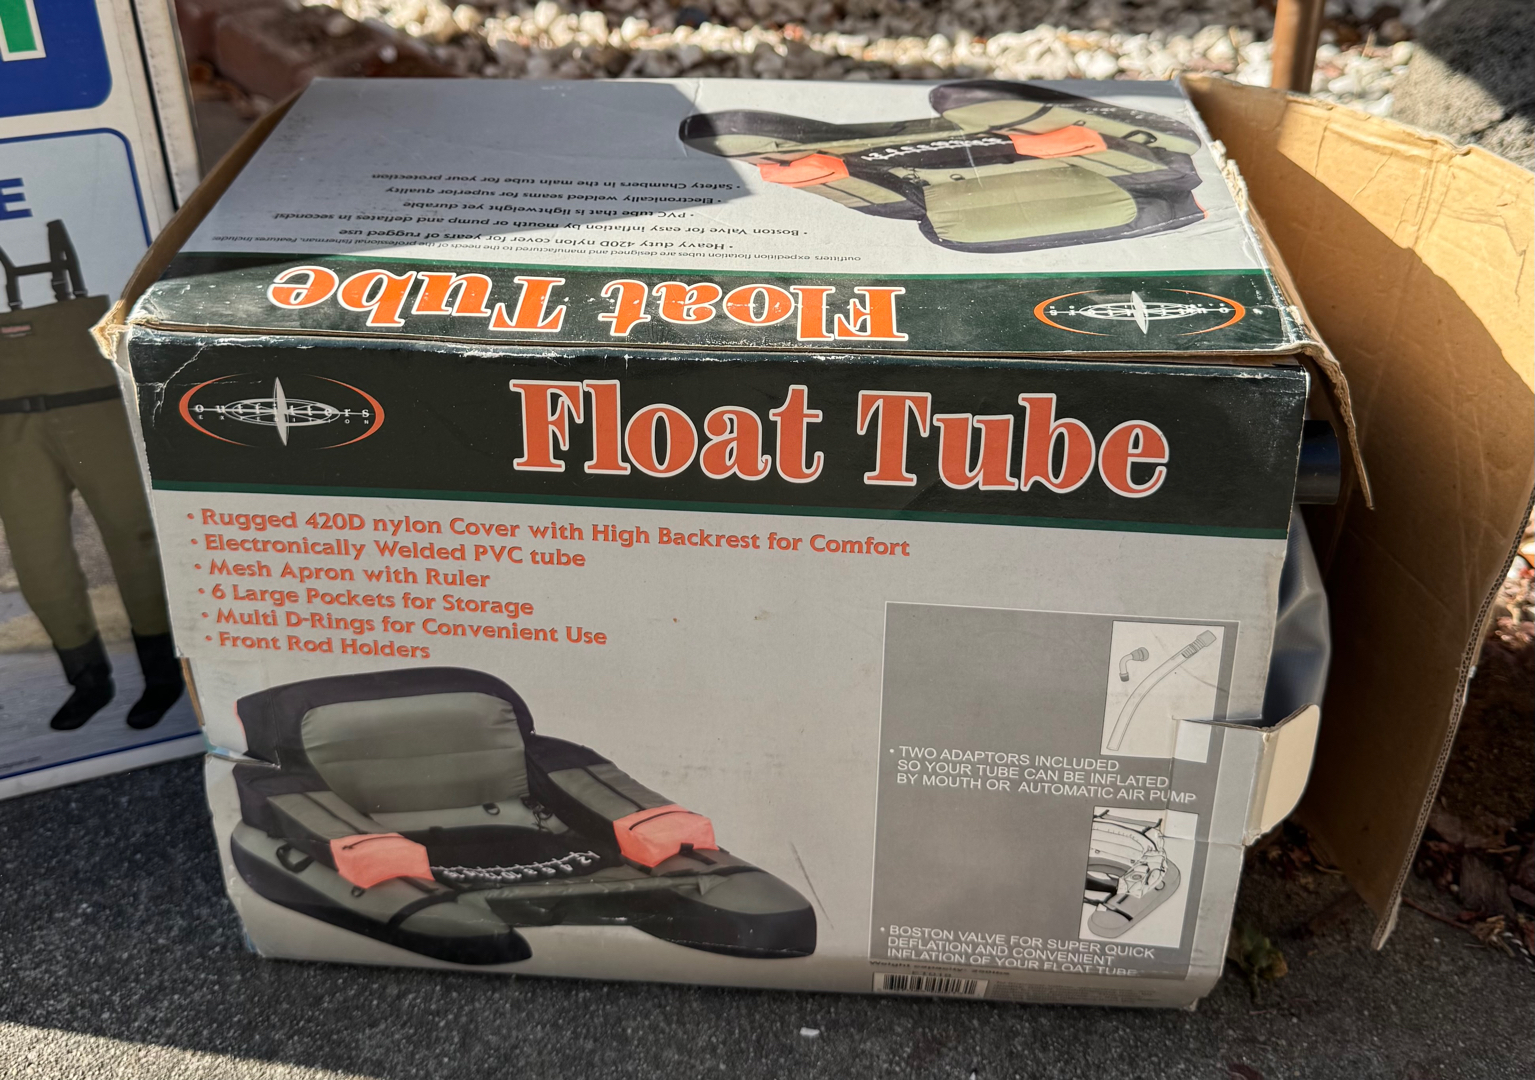 E
• Safety Chambers in the main tube for your protection
• Electronically welded seams for superior quality
• PVC tube that is lightweight yet durable
• Boston Valve for easy inflation by mouth or pump and deflates in seconds!
• Heavy duty 420D nylon cover for years of rugged use
outfitters expedition flotation tubes are designed and manufactured to the needs of the professional fisherman. Features include:
Float Tube
outfitters
Float Tube
• Rugged 420D nylon Cover with High Backrest for Comfort
• Electronically Welded PVC tube
• Mesh Apron with Ruler
• 6 Large Pockets for Storage
• Multi D-Rings for Convenient Use
• Front Rod Holders
• TWO ADAPTORS INCLUDED
SO YOUR TUBE CAN BE INFLATED
BY MOUTH OR AUTOMATIC AIR PUMP
• BOSTON VALVE FOR SUPER QUICK
DEFLATION AND CONVENIENT
INFLATION OF YOUR FLOAT TUBE
Weight capacity: